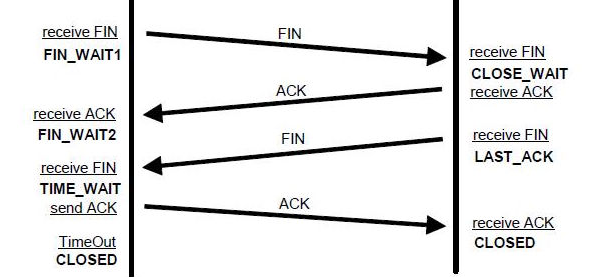 receive FIN
FIN_WAIT1
FIN
receive FIN
CLOSE_WAIT
receive ACK
ACK
receive ACK
FIN_WAIT2
FIN
receive FIN
LAST_ACK
receive FIN
TIME_WAIT
send ACK
ACK
receive ACK
CLOSED
TimeOut
CLOSED